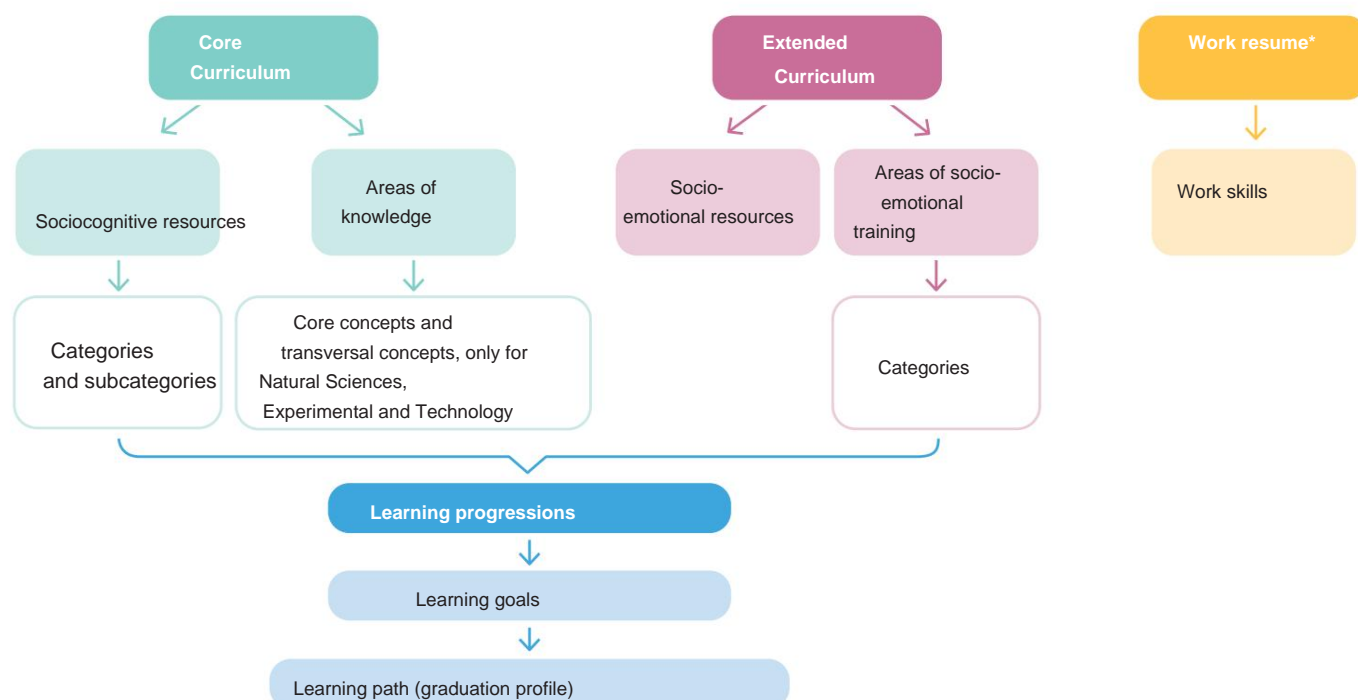 Core
Curriculum
Extended
Curriculum
Work resume*
Sociocognitive resources
Areas of
knowledge
Socio-
emotional resources
Areas of socio-
emotional
training
Work skills
Categories
and subcategories
Core concepts and
transversal concepts, only for
Natural Sciences,
Experimental and Technology
Categories
Learning progressions
Learning goals
Learning path (graduation profile)